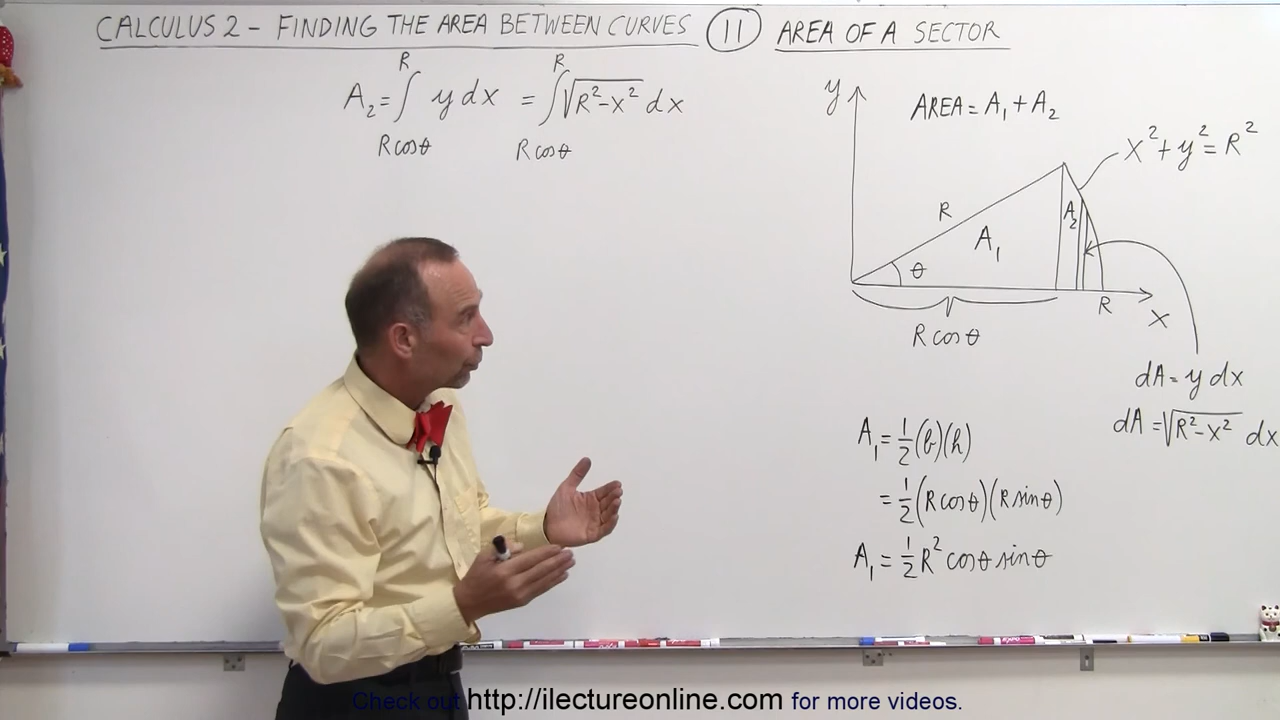 CALCULUS 2 - FINDING THE AREA BETWEEN CURVES 11 AREA OF A SECTOR
A₂ = ∫ y dx = ∫ √R²-x² dx
R R
R cos θ R cos θ
y
AREA = A₁ + A₂
x² + y² = R²
R
A₁
A₂
θ
R
x
R cos θ
dA = y dx
dA = √R²-x² dx
A₁ = ½(b)(h)
= ½(R cos θ)(R sin θ)
A₁ = ½R² cos θ sin θ
Check out http://ilectureonline.com for more videos.